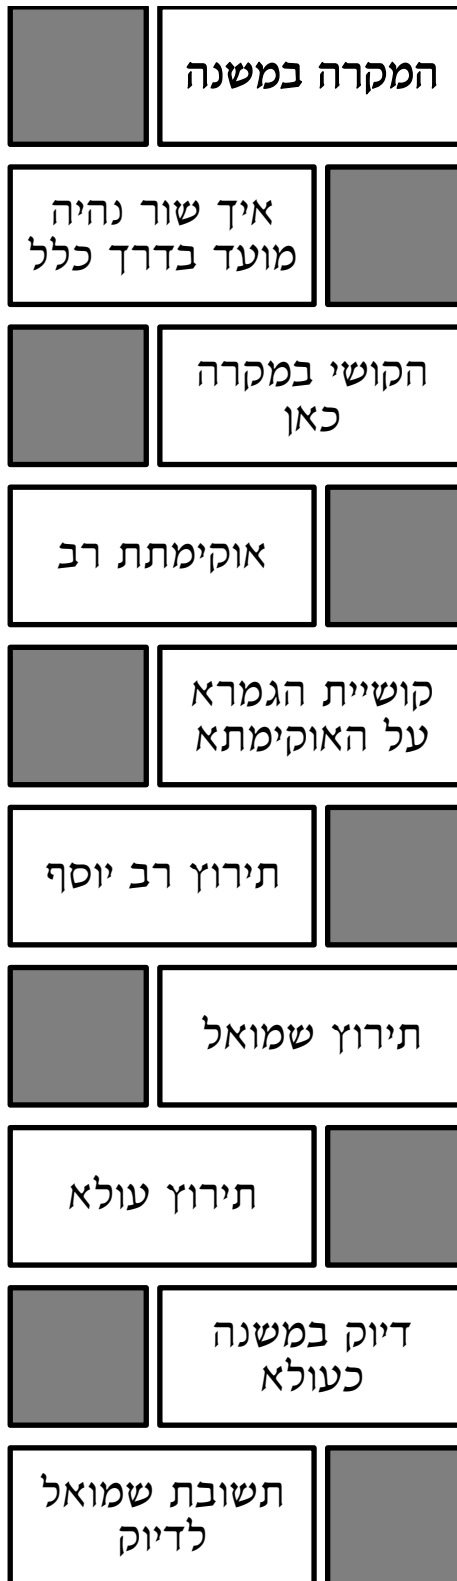 המקרה במשנה
איך שור נהיה
מועד בדרך כלל
הקושי במקרה
כאן
אוקימתת רב
קושיית הגמרא
על האוקימתא
תירוץ רב יוסף
תירוץ שמואל
תירוץ עולא
דיוק במשנה
כעולא
תשובת שמואל
לדיוק